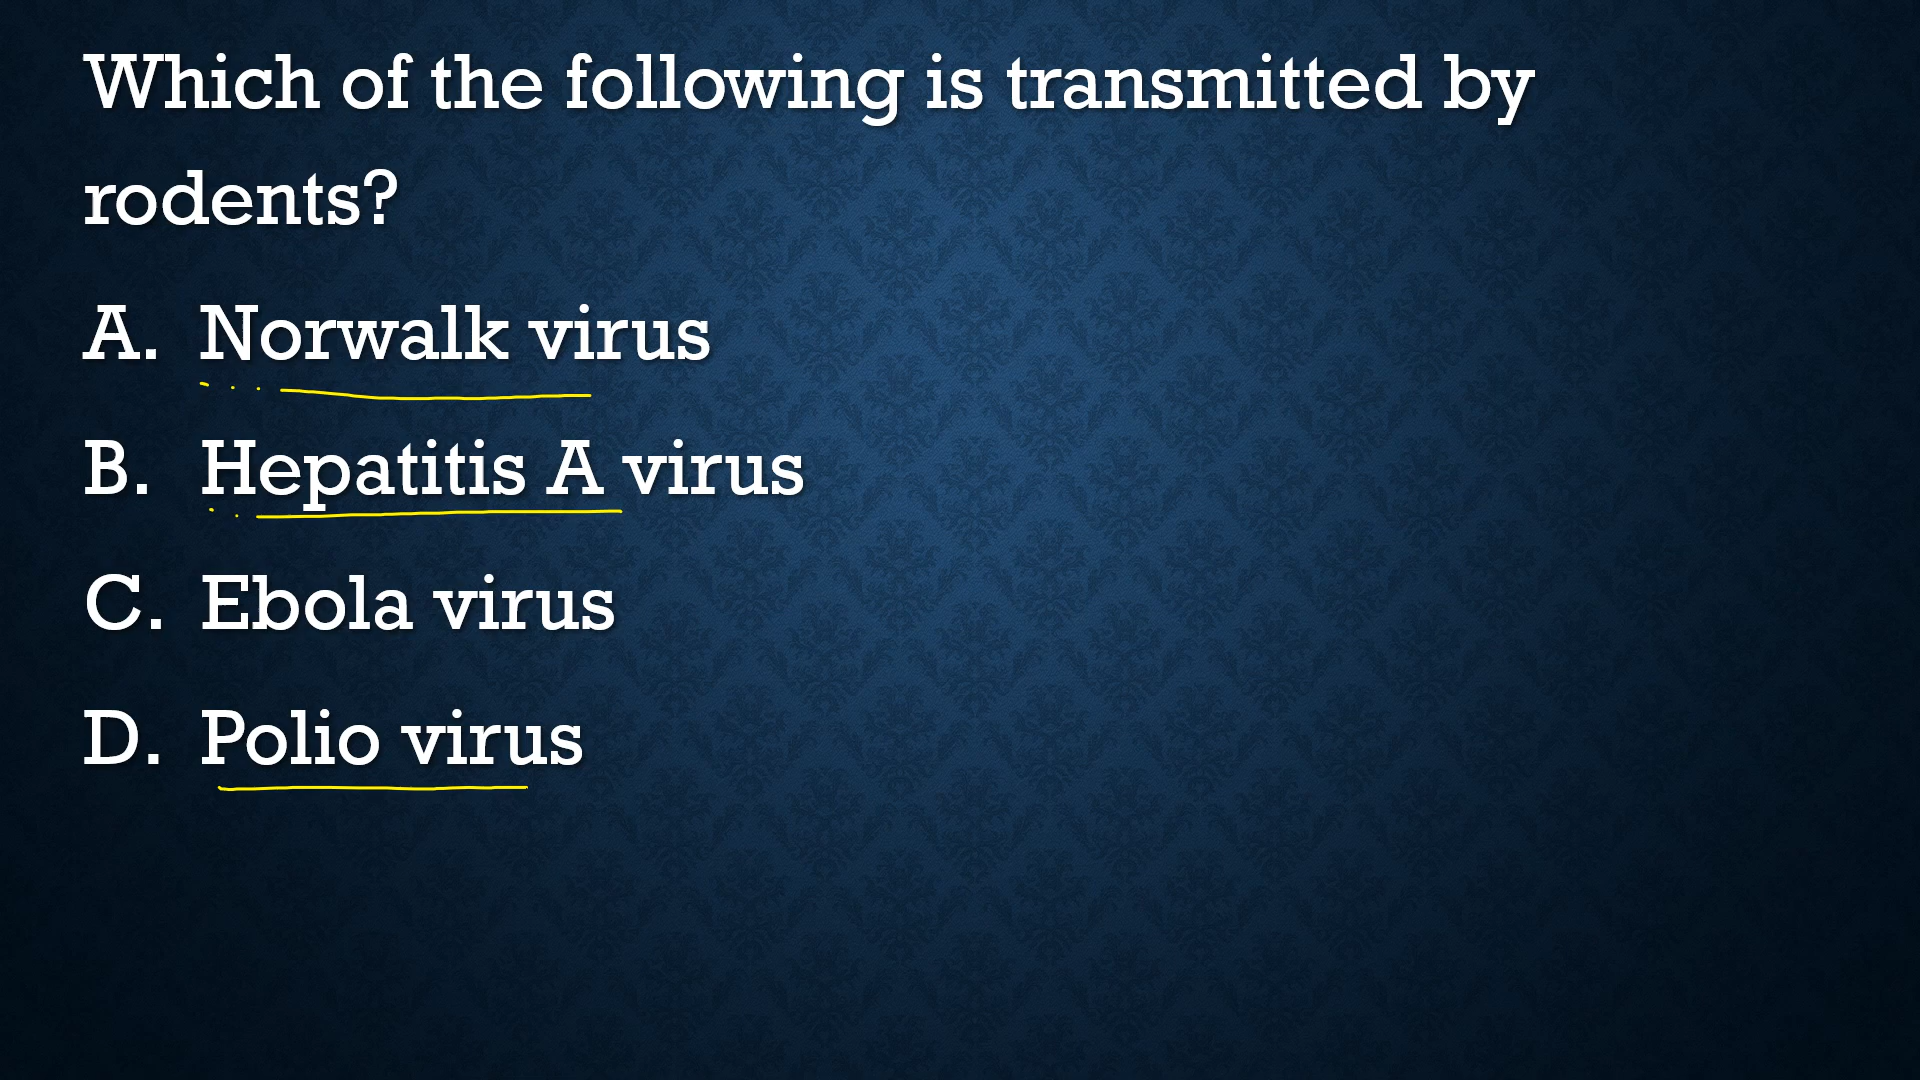 Which of the following is transmitted by
rodents?
A. Norwalk virus
B. Hepatitis A virus
C. Ebola virus
D. Polio virus